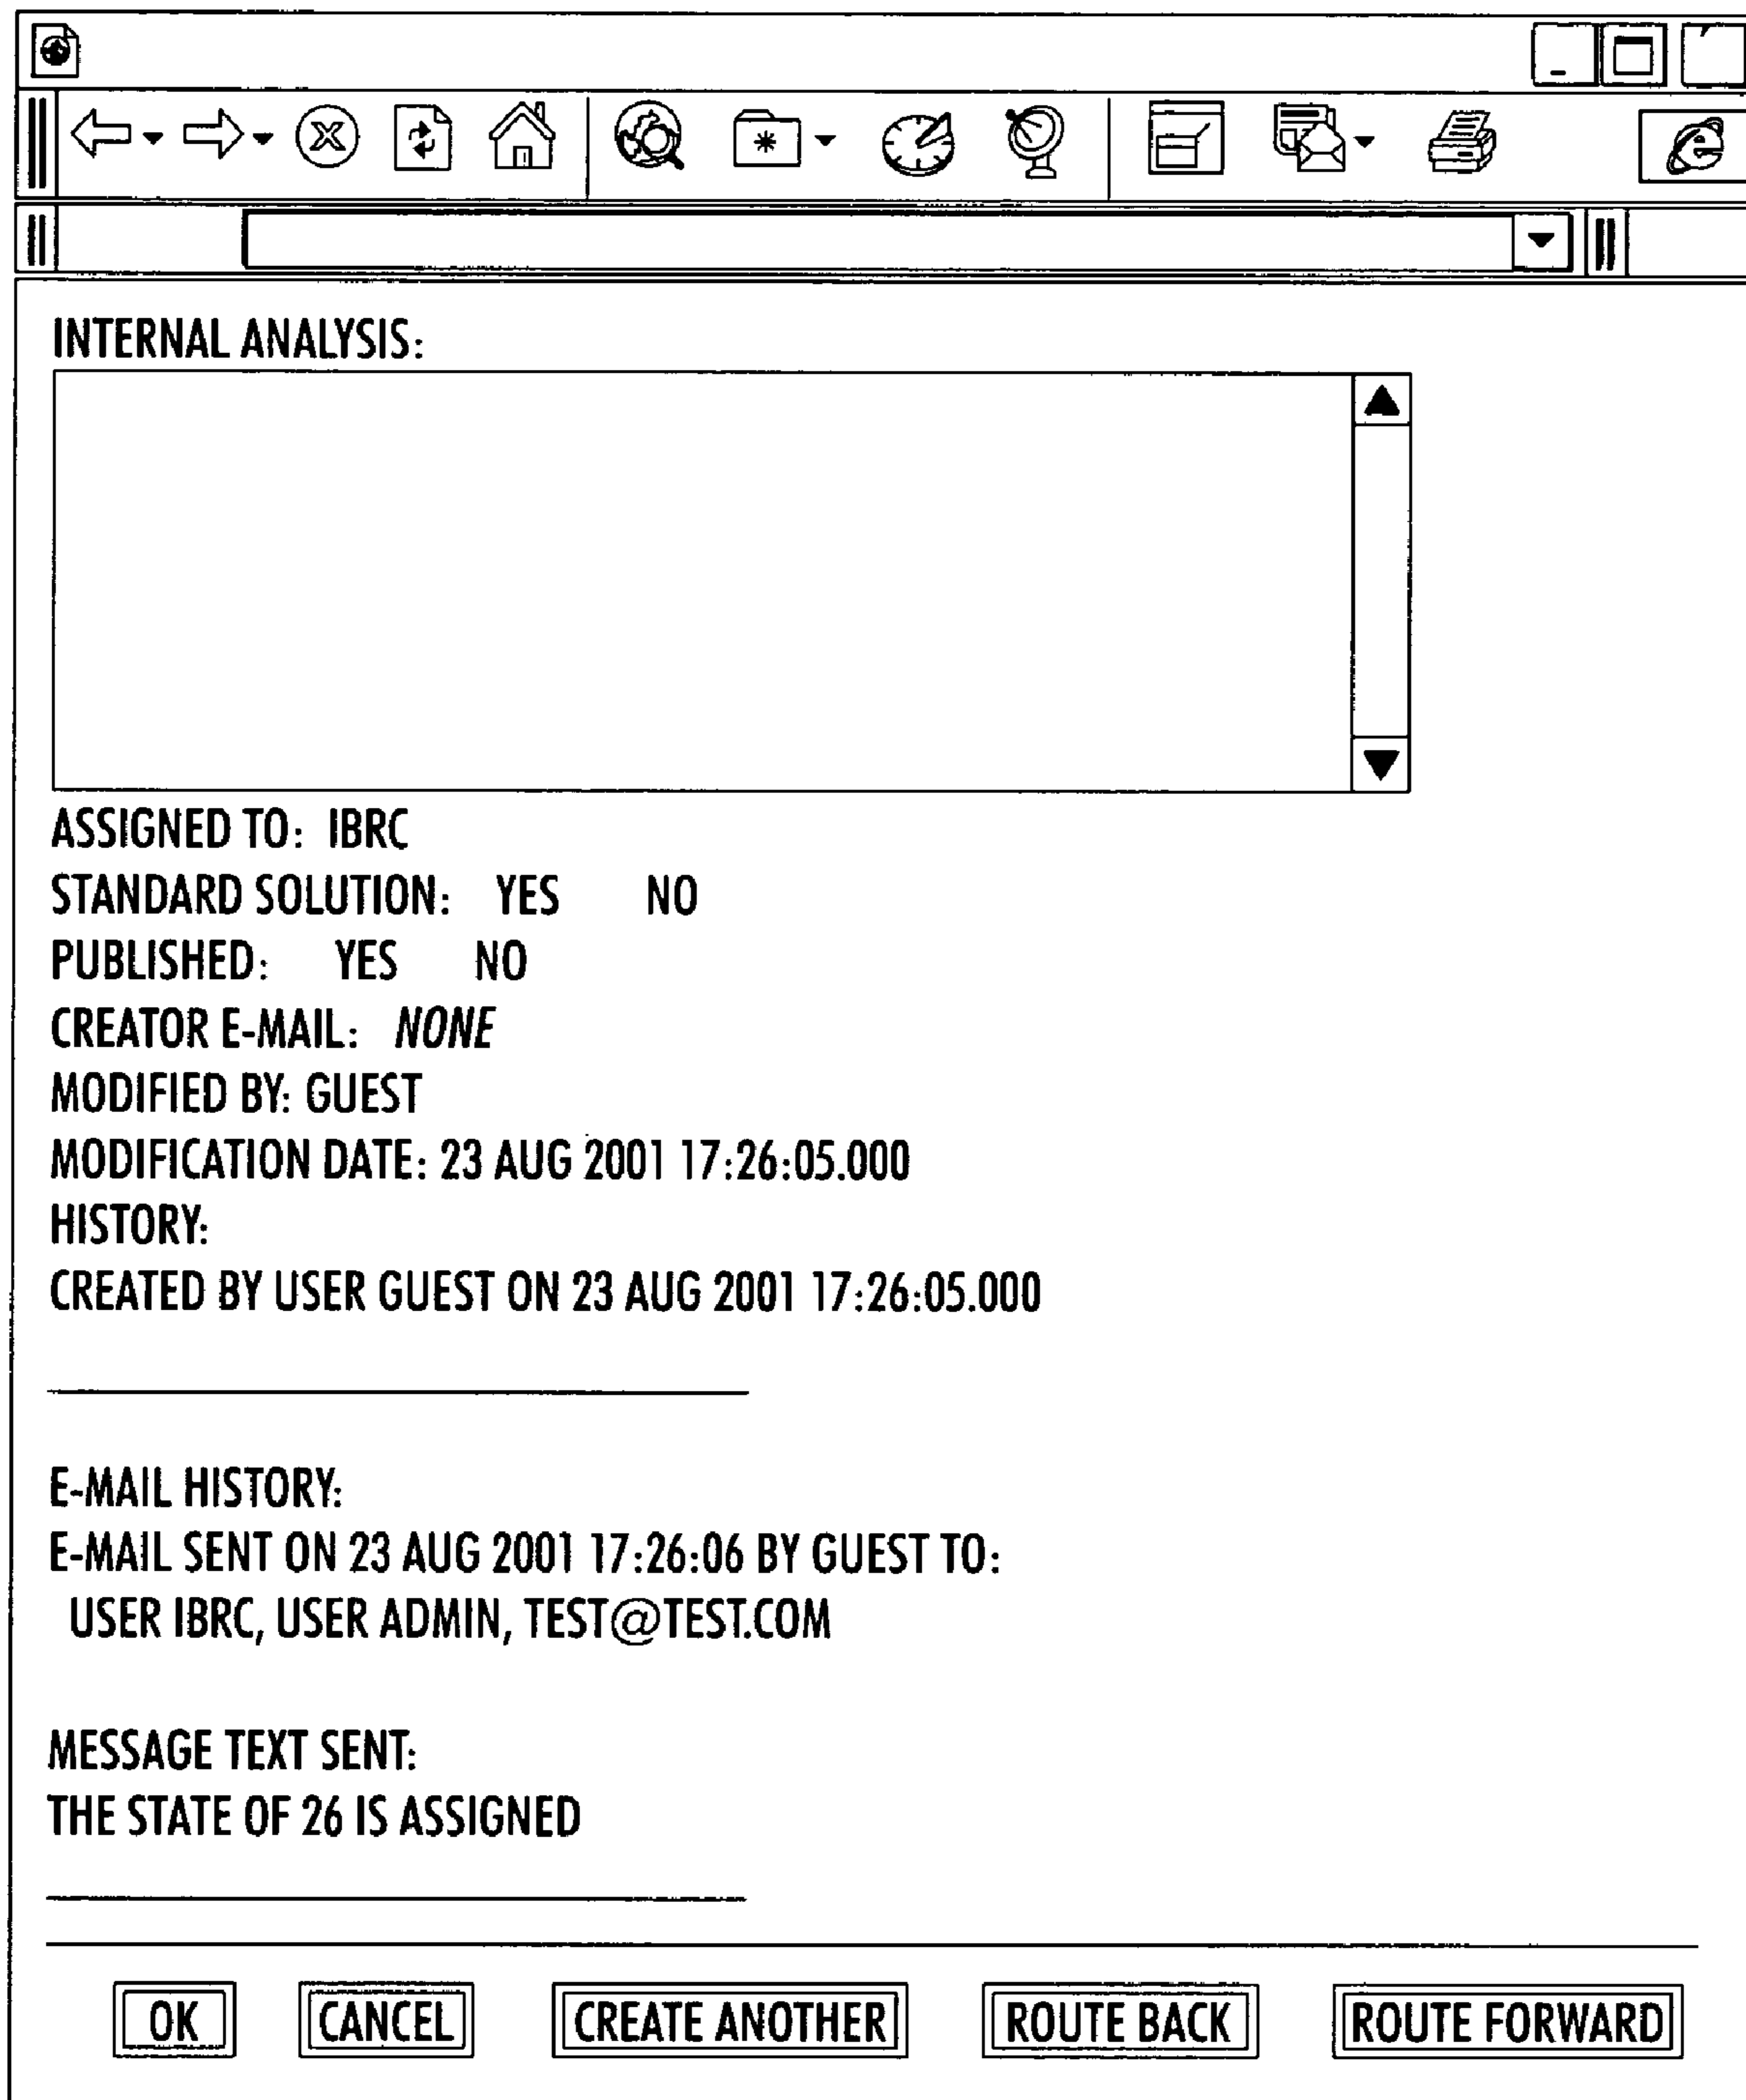 INTERNAL ANALYSIS:
ASSIGNED TO: IBRC
STANDARD SOLUTION: YES NO
PUBLISHED: YES NO
CREATOR E-MAIL: NONE
MODIFIED BY: GUEST
MODIFICATION DATE: 23 AUG 2001 17:26:05.000
HISTORY:
CREATED BY USER GUEST ON 23 AUG 2001 17:26:05.000
E-MAIL HISTORY:
E-MAIL SENT ON 23 AUG 2001 17:26:06 BY GUEST TO:
USER IBRC, USER ADMIN, TEST@TEST.COM
MESSAGE TEXT SENT:
THE STATE OF 26 IS ASSIGNED
OK CANCEL CREATE ANOTHER ROUTE BACK ROUTE FORWARD